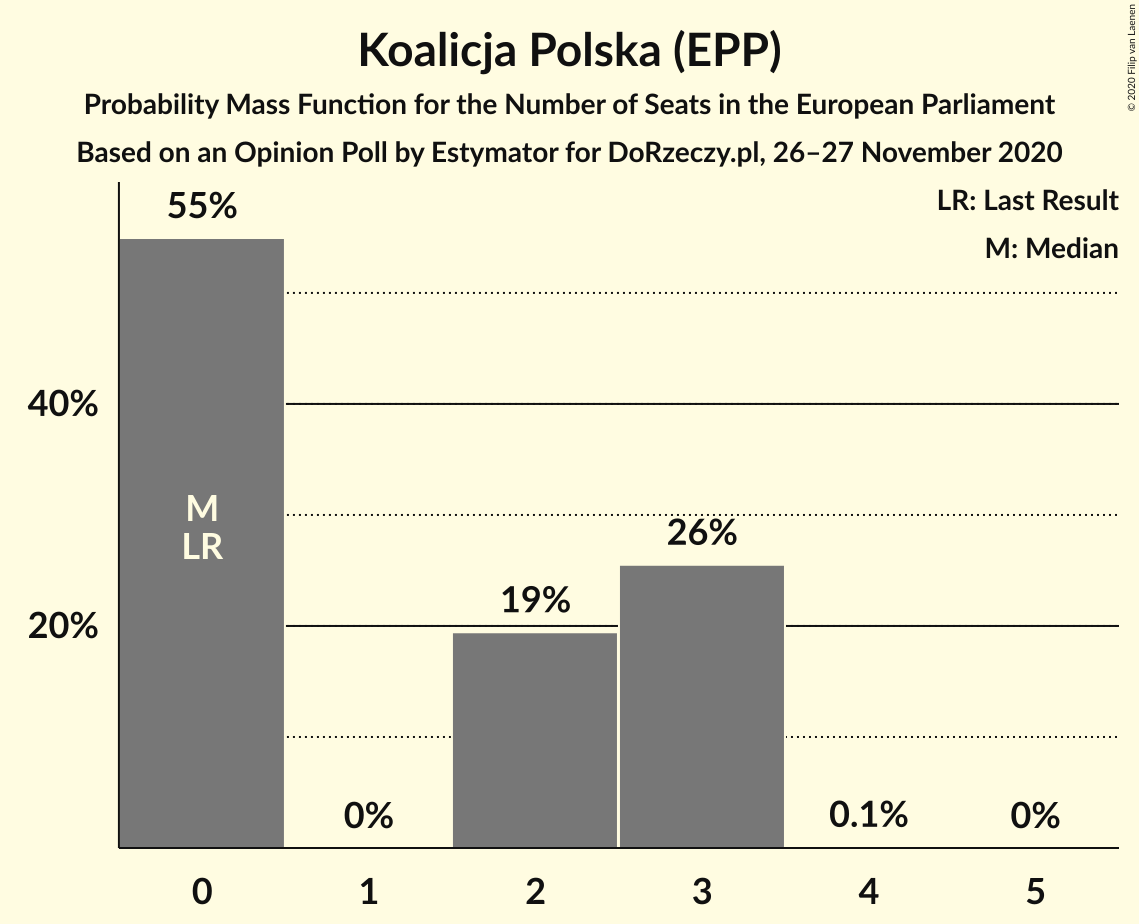 Koalicja Polska (EPP)
Probability Mass Function for the Number of Seats in the European Parliament
Based on an Opinion Poll by Estymator for DoRzeczy.pl, 26–27 November 2020
© 2020 Filip van Laenen
LR: Last Result
M: Median
55%
40%
M
LR
26%
19%
20%
0%
0.1%
0%
0 1 2 3 4 5